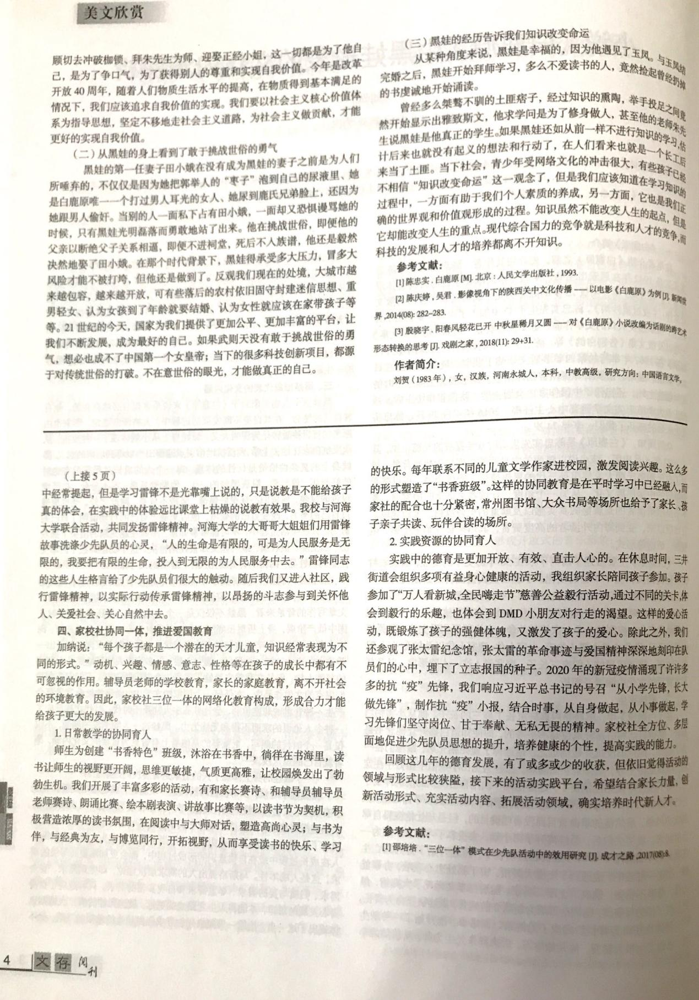 美文欣赏
顾切去冲破枷锁、拜朱先生为师、迎娶正经小姐，这一切都是为了他自
己，是为了争口气，为了获得别人的尊重和实现自我价值。今年是改革
开放 40 周年，随着人们物质生活水平的提高，在物质得到基本满足的
情况下，我们应该追求自我价值的实现。我们要以社会主义核心价值体
系为指导思想，坚定不移地走社会主义道路，为社会主义做贡献，才能
更好的实现自我价值。
（二）从黑娃的身上看到了敢于挑战世俗的勇气
黑娃的第一任妻子田小娥在没有成为黑娃的妻子之前是为人们
所唾弃的，不仅仅是因为她把郭举人的“枣子”泡到自己的尿液里、她
是白鹿原唯一一个打过男人耳光的女人、她尿到鹿氏兄弟脸上，还因为
她跟男人偷奸。当别的人一面私下占有田小娥，一面却又恐惧谩骂她的
时候，只有黑娃光明磊落而勇敢地站了出来。他在挑战世俗，即便他的
父亲以断绝父子关系相逼，即便不进祠堂，死后不入族谱，他还是毅然
决然地娶了田小娥。在那个时代背景下，黑娃得承受多大压力，冒多大
风险才能不被打垮，但他还是做到了。反观我们现在的处境，大城市越
来越包容，越来越开放，可有些落后的农村依旧固守封建迷信思想、重
男轻女、认为女孩到了年龄就要结婚、认为女性就应该在家带孩子等
等。21 世纪的今天，国家为我们提供了更加公平、更加丰富的平台，让
我们不断发展，成为最好的自己。如果武则天没有敢于挑战世俗的勇
气，想必也成不了中国第一个女皇帝；当下的很多科技创新项目，都源
于对传统世俗的打破。不在意世俗的眼光，才能做真正的自己。
（三）黑娃的经历告诉我们知识改变命运
从某种角度来说，黑娃是幸福的，因为他遇见了玉凤。与玉凤结
完婚之后，黑娃开始拜师学习，多么不爱读书的人，竟然捡起曾经扔掉
的书虔诚地开始诵读。
曾经多么桀骜不驯的土匪痞子，经过知识的熏陶，举手投足之间竟
然开始显示出雅致斯文，他求学问是为了修身做人，甚至他的老师朱先
生说黑娃是他真正的学生。如果黑娃还如从前一样不进行知识的学习,估
计后来也就没有起义的想法和行动了，在人们看来也就是一个长工后
来当了土匪。当下社会，青少年受网络文化的冲击很大，有些孩子已经
不相信“知识改变命运”这一观念了，但是我们应该知道在学习知识的
过程中，一方面有助于我们个人素质的养成，另一方面，它也是我们正
确的世界观和价值观形成的过程。知识虽然不能改变人生的起点，但是
它却能改变人生的重点。现代综合国力的竞争就是科技和人才的竞争,而
科技的发展和人才的培养都离不开知识。
参考文献：
[1] 陈忠实 . 白鹿原 [M]. 北京 : 人民文学出版社 , 1993.
[2] 陈庆婷 , 吴君 . 影像视角下的陕西关中文化传播 —— 以电影《白鹿原》为例 [J]. 新闻世
界 ,2014(08): 282–283.
[3] 殷晓宇 . 阳春风轻花已开 中秋星稀月又圆 —— 对《白鹿原》小说改编为话剧的跨艺术
形态转换的思考 [J]. 戏剧之家 , 2018(11): 29+31.
作者简介：
刘贺（1983 年），女，汉族，河南永城人，本科，中教高级，研究方向：中国语言文学。
（上接 5 页）
中经常提起，但是学习雷锋不是光靠嘴上说的，只是说教是不能给孩子
真的体会，在实践中的体验远比课堂上枯燥的说教有效果。我校与河海
大学联合活动，共同发扬雷锋精神。河海大学的大哥哥大姐姐们用雷锋
故事洗涤少先队员的心灵，“人的生命是有限的，可是为人民服务是无
限的，我要把有限的生命，投入到无限的为人民服务中去。”雷锋同志
的这些人生格言给了少先队员们很大的触动。随后我们又进入社区，践
行雷锋精神，以实际行动传承雷锋精神，以昂扬的斗志参与到关怀他
人、关爱社会、关心自然中去。
四、家校社协同一体，推进爱国教育
加纳说：“每个孩子都是一个潜在的天才儿童，知识经常表现为不
同的形式。”动机、兴趣、情感、意志、性格等在孩子的成长中都有不
可忽视的作用。辅导员老师的学校教育，家长的家庭教育，离不开社会
的环境教育。因此，家校社三位一体的网络化教育构成，形成合力才能
给孩子更大的发展。
1. 日常教学的协同育人
师生为创建“书香特色”班级，沐浴在书香中，徜徉在书海里，读
书让师生的视野更开阔，思维更敏捷，气质更高雅，让校园焕发出了勃
勃生机。我们开展了丰富多彩的活动，有和家长赛诗、和辅导员辅导员
老师赛诗、朗诵比赛、绘本剧表演、讲故事比赛等，以读书节为契机，积
极营造浓厚的读书氛围，在阅读中与大师对话，塑造高尚心灵；与书为
伴，与经典为友，与博览同行，开拓视野，从而享受读书的快乐、学习
的快乐。每年联系不同的儿童文学作家进校园，激发阅读兴趣。这么多
的形式塑造了“书香班级”。这样的协同教育是在平时学习中已经融入,而
家社的配合也十分紧密,常州图书馆、大众书局等场所也给予了家长、孩
子亲子共读、玩伴合读的场所。
2. 实践资源的协同育人
实践中的德育是更加开放、有效、直击人心的。在休息时间，三井
街道会组织多项有益身心健康的活动，我组织家长陪同孩子参加。孩子
参加了“万人看新城,全民嗨走节”慈善公益毅行活动,通过不同的关卡,体
会到毅行的乐趣，也体会到 DMD 小朋友对行走的渴望。这样的爱心活
动，既锻炼了孩子的强健体魄，又激发了孩子的爱心。除此之外，我们
还参观了张太雷纪念馆，张太雷的革命事迹与爱国精神深深地刻印在队
员们的心中，埋下了立志报国的种子。2020 年的新冠疫情涌现了许许多
多的抗“疫”先锋，我们响应习近平总书记的号召“从小学先锋，长大
做先锋”，制作抗“疫”小报，结合时事，从自身做起，从小事做起，学
习先锋们坚守岗位、甘于奉献、无私无畏的精神。家校社全方位、多层
面地促进少先队员思想的提升，培养健康的个性，提高实践的能力。
回顾这几年的德育发展，有了或多或少的收获，但依旧觉得活动的
领域与形式比较狭隘，接下来的活动实践平台，希望结合家长力量，创
新活动形式、充实活动内容、拓展活动领域，确实培养时代新人才。
参考文献：
[1] 邵培培 . “三位一体”模式在少先队活动中的效用研究 [J]. 成才之路 ,2017(08):8.
4 文存阅刊